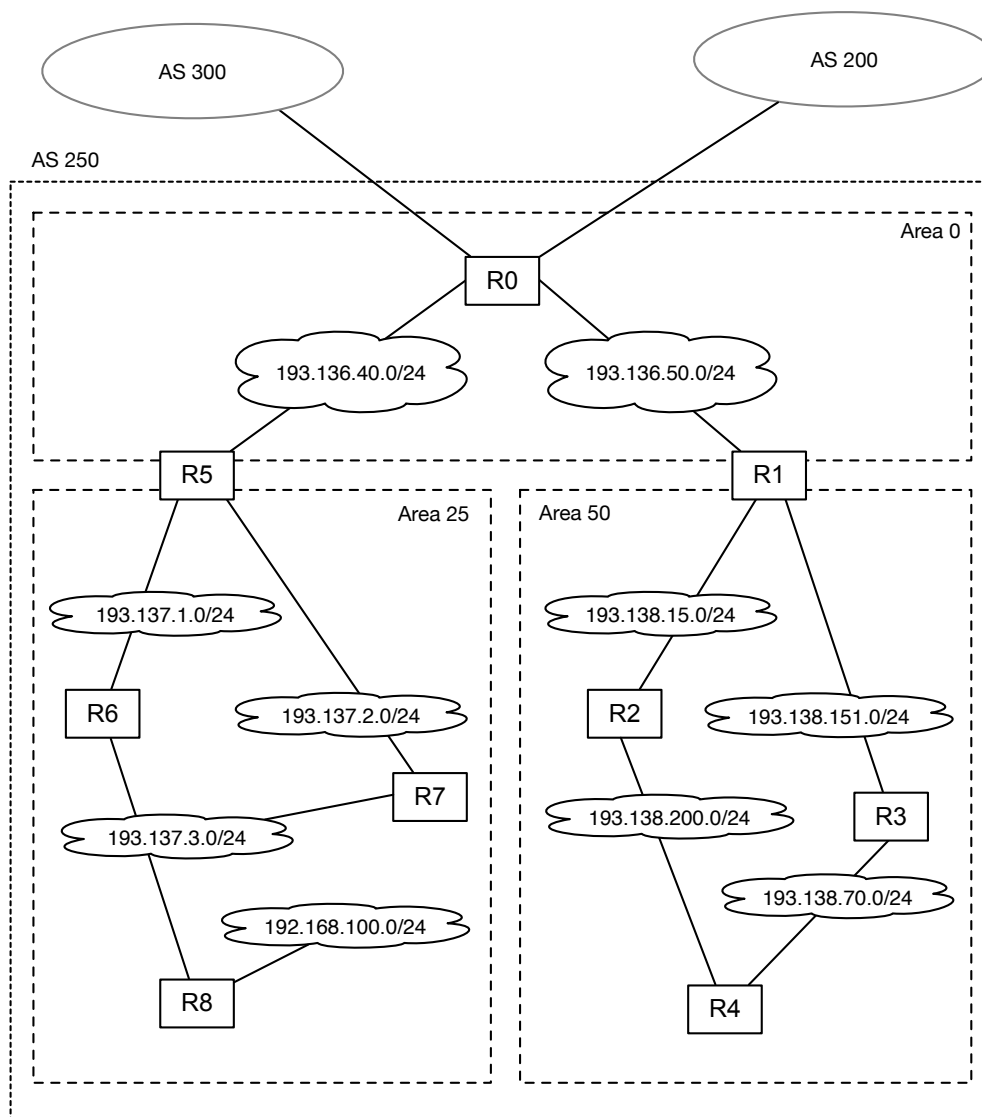 AS 300
AS 200
AS 250
Area 0
R0
193.136.40.0/24
193.136.50.0/24
R5
R1
Area 25
Area 50
193.137.1.0/24
193.138.15.0/24
R6
193.137.2.0/24
R2
193.138.151.0/24
R7
193.137.3.0/24
193.138.200.0/24
R3
193.138.70.0/24
192.168.100.0/24
R8
R4